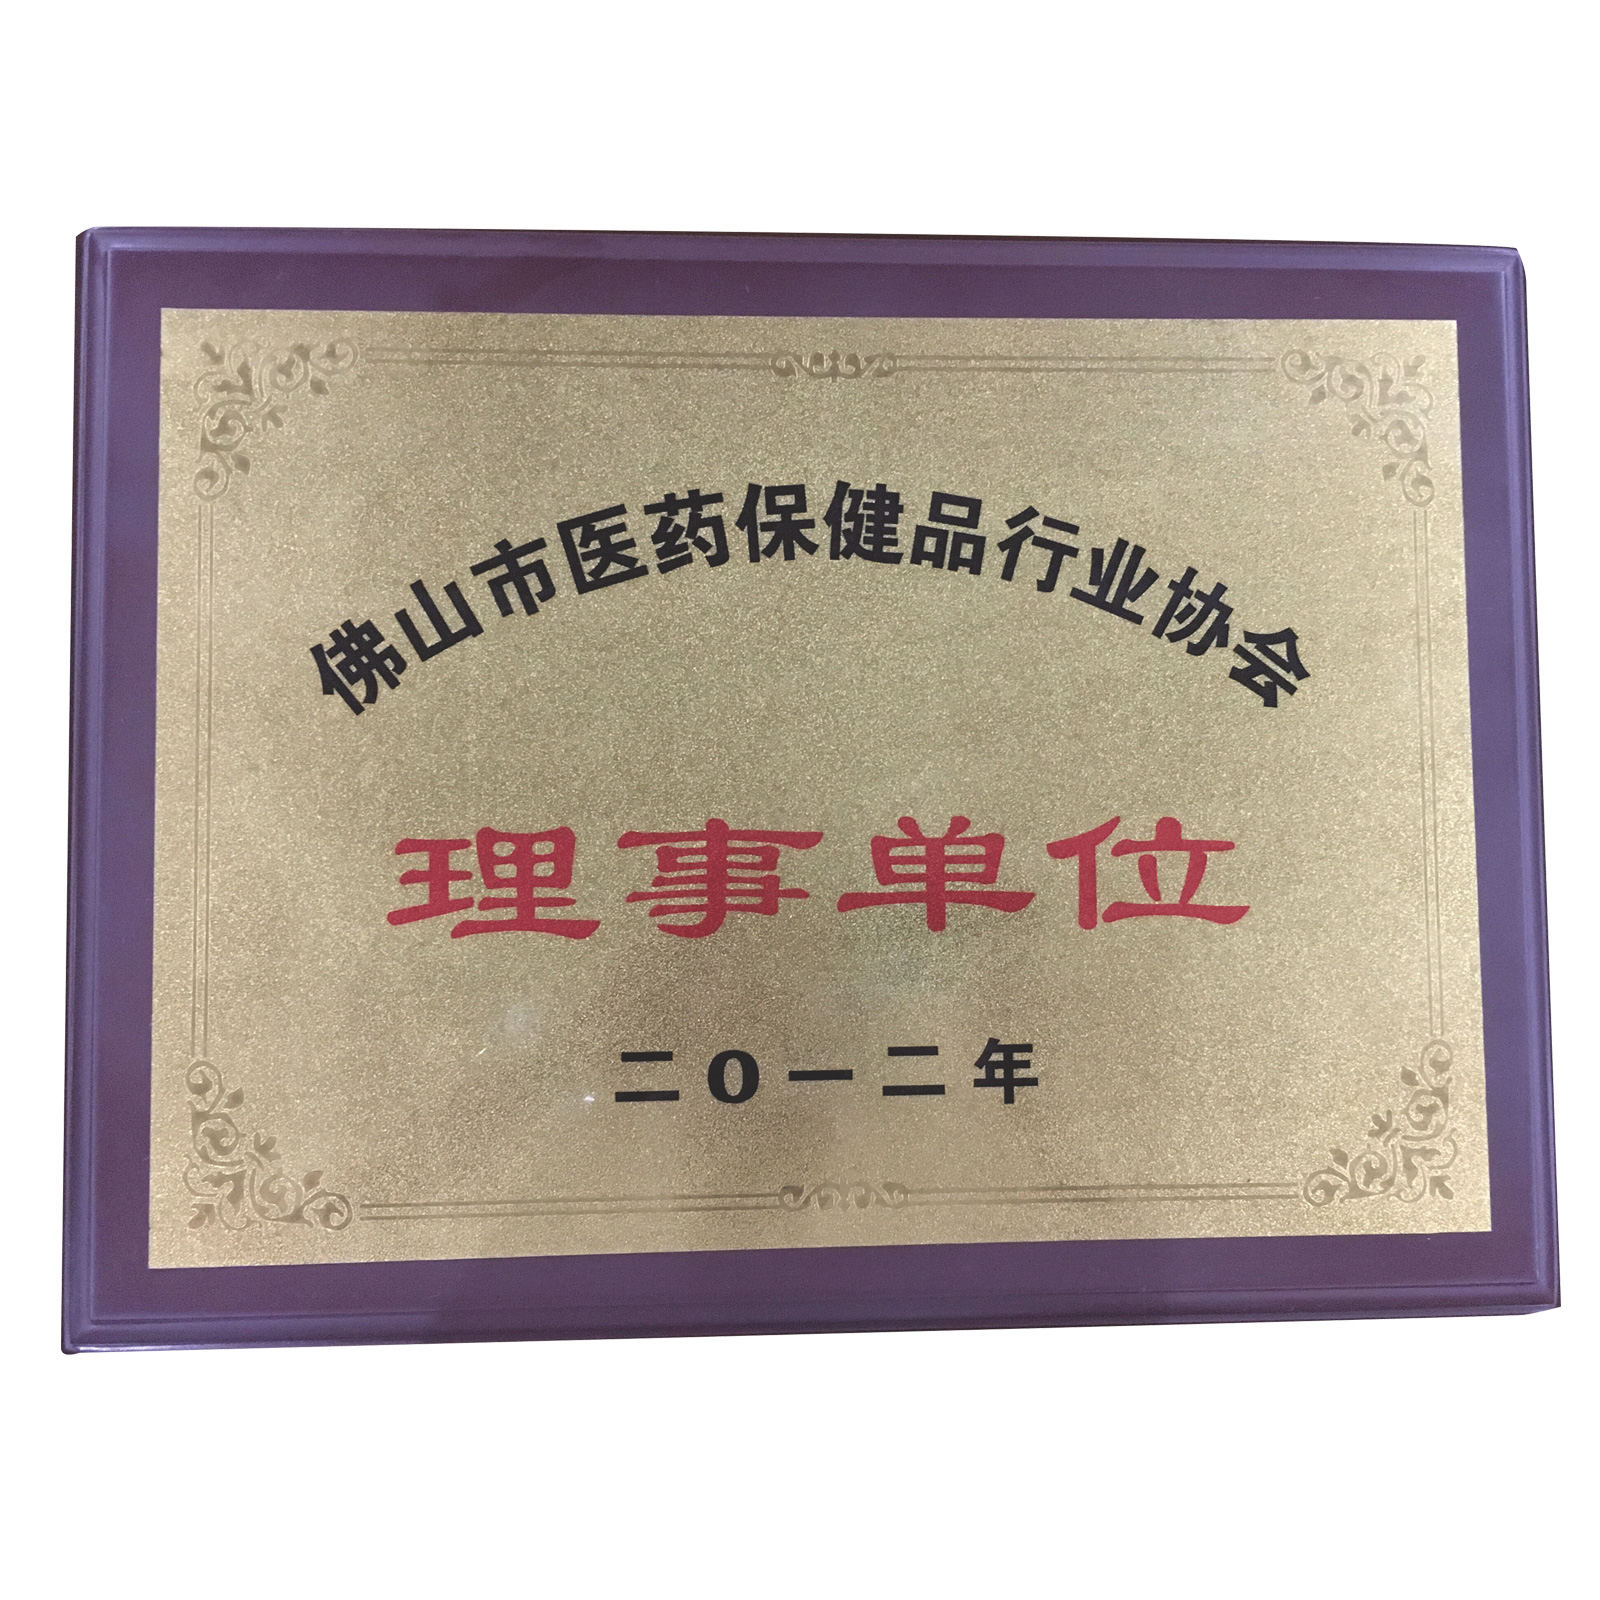 佛山市医药保健品行业协会
理事单位
二0一二年